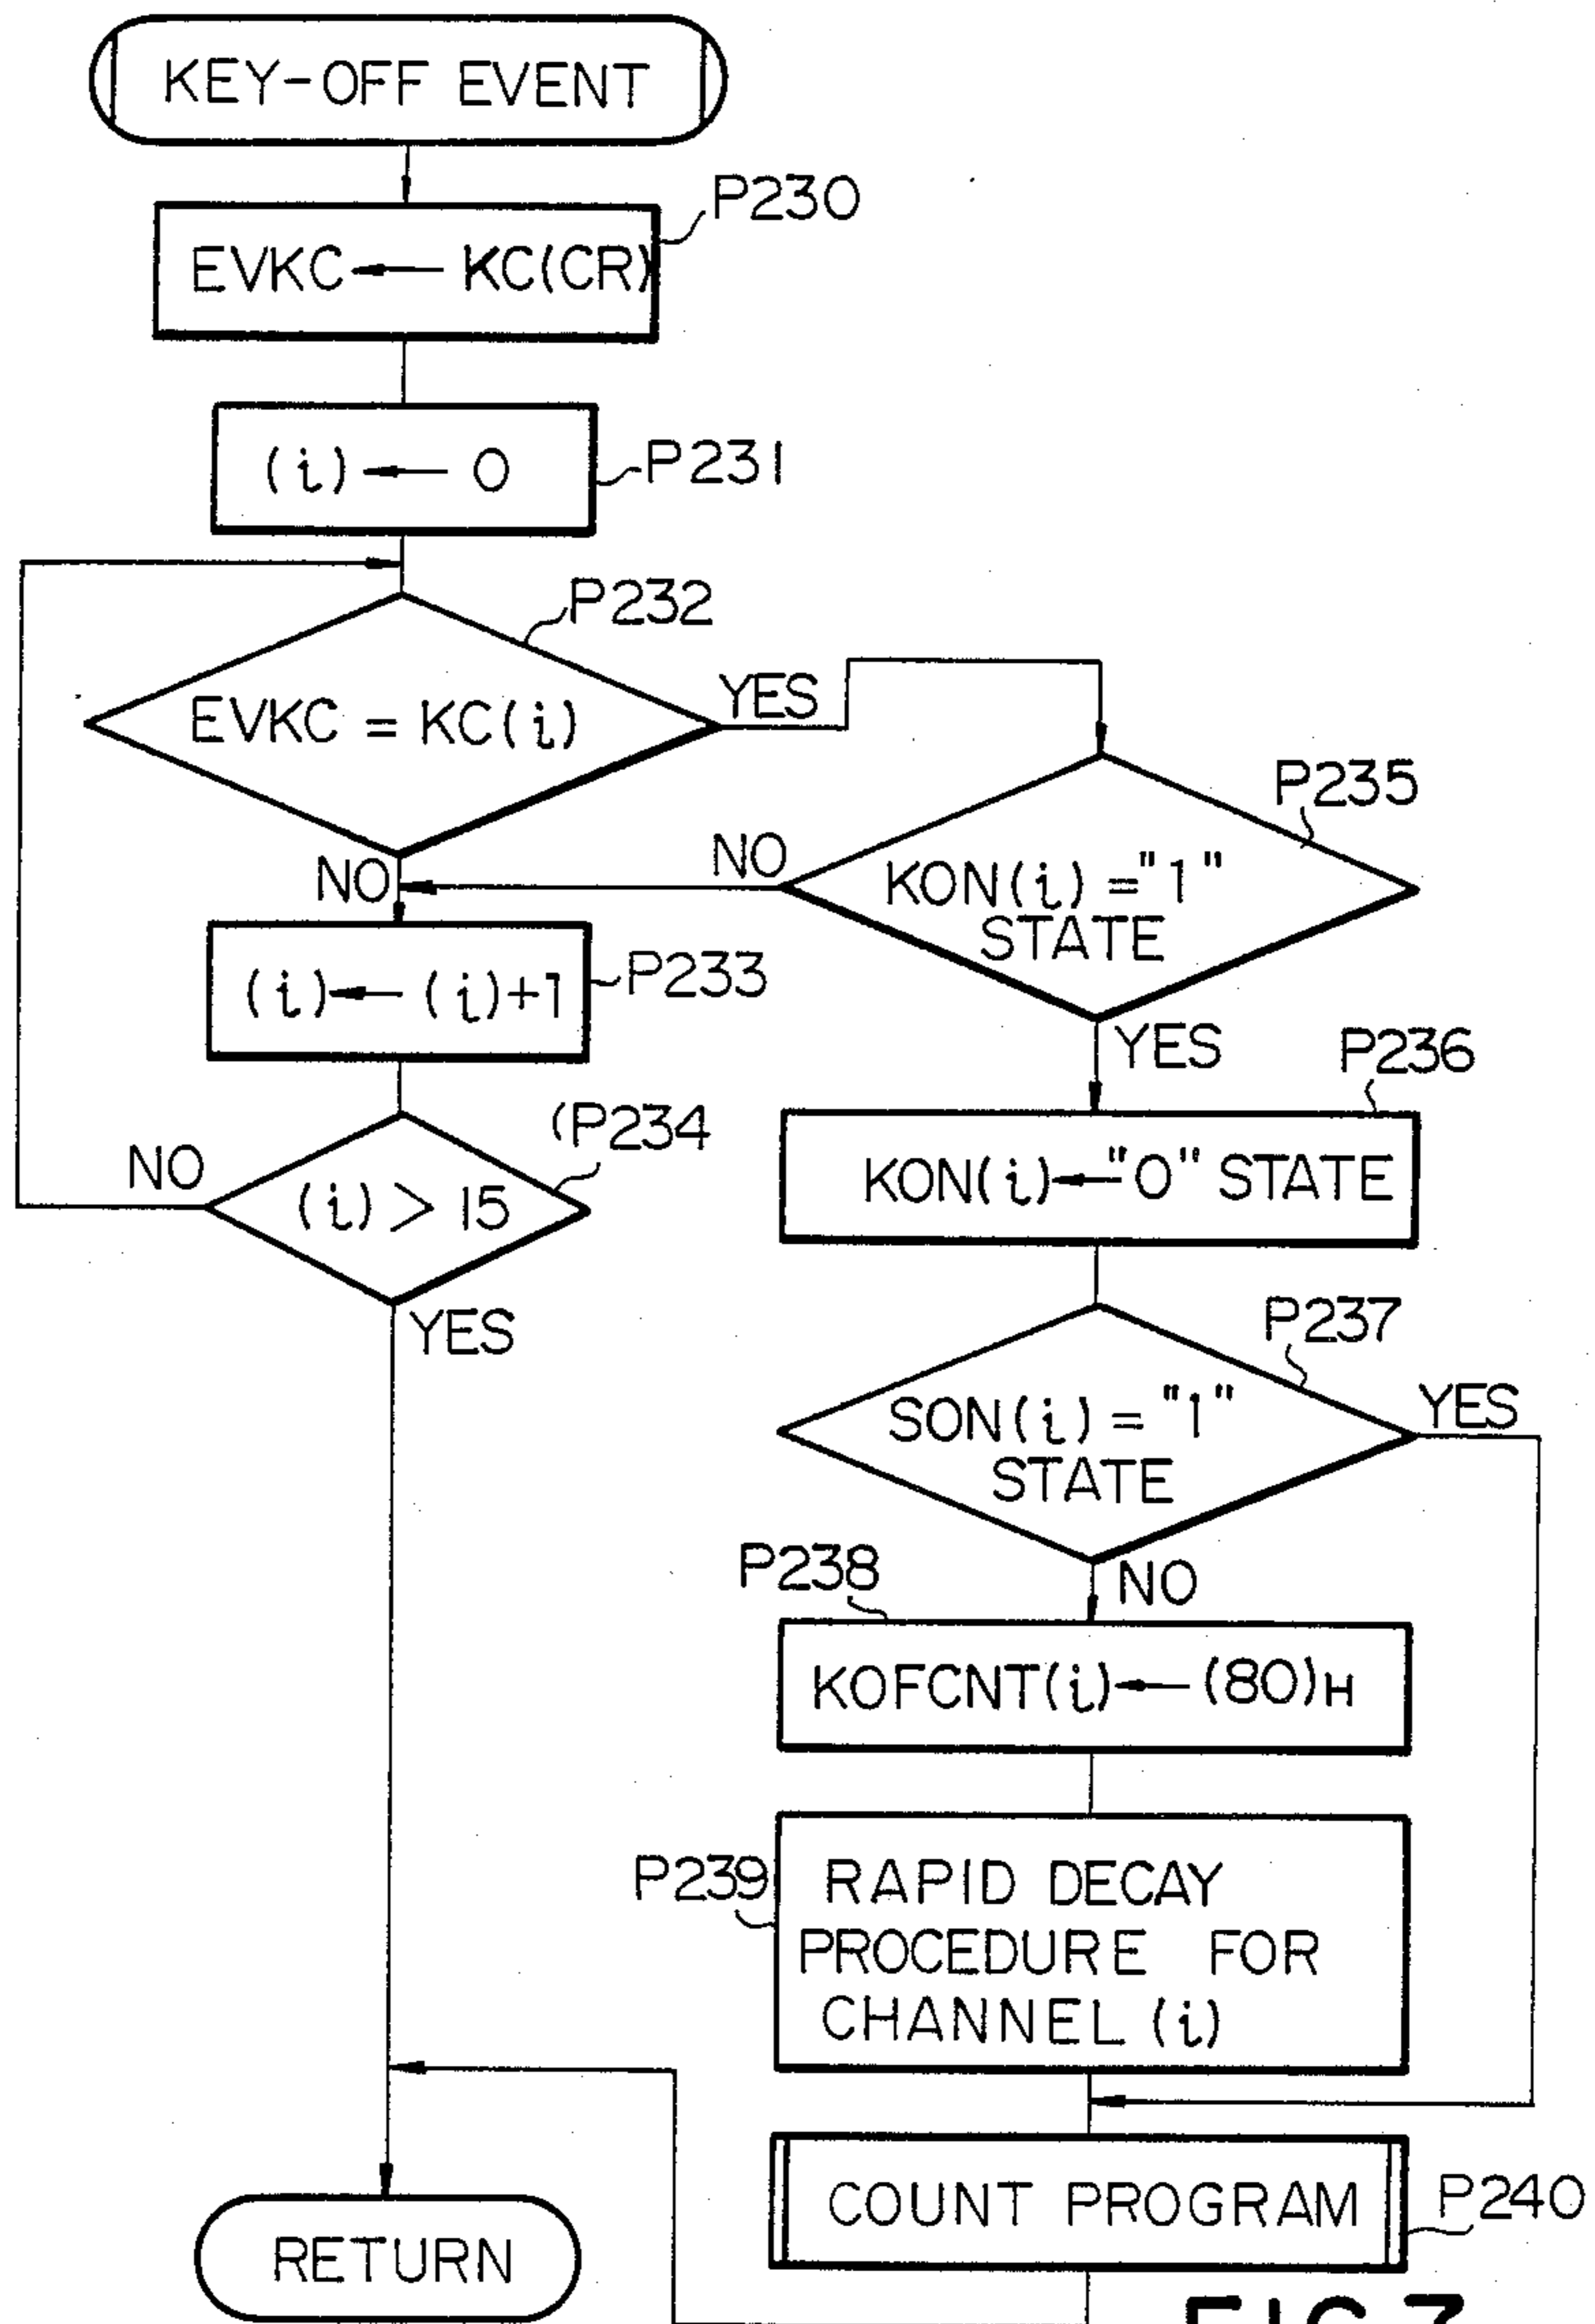 KEY-OFF EVENT
P230
EVKC ← KC(CR)
(i) ← 0
P231
P232
EVKC = KC(i)
YES
P235
NO
NO
KON(i) = "1"
STATE
P233
(i) ← (i)+1
YES
P236
(P234
NO
(i) > 15
KON(i) ← "0" STATE
YES
P237
YES
SON(i) = "1"
STATE
P238
NO
KOFCNT(i) ← (80)H
P239
RAPID DECAY
PROCEDURE FOR
CHANNEL (i)
COUNT PROGRAM
P240
RETURN